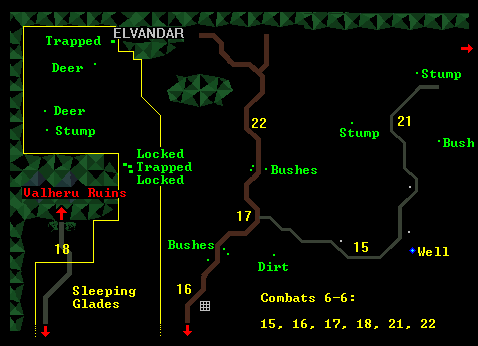 ELVANDAR
Trapped
Deer
Stump
22
21
Deer
Stump
Stump
Bush
Locked
Trapped
Locked
Bushes
Valheru Ruins
17
18
Bushes
15
Well
Dirt
Sleeping
Glades
16
Combats 6-6:
15, 16, 17, 18, 21, 22